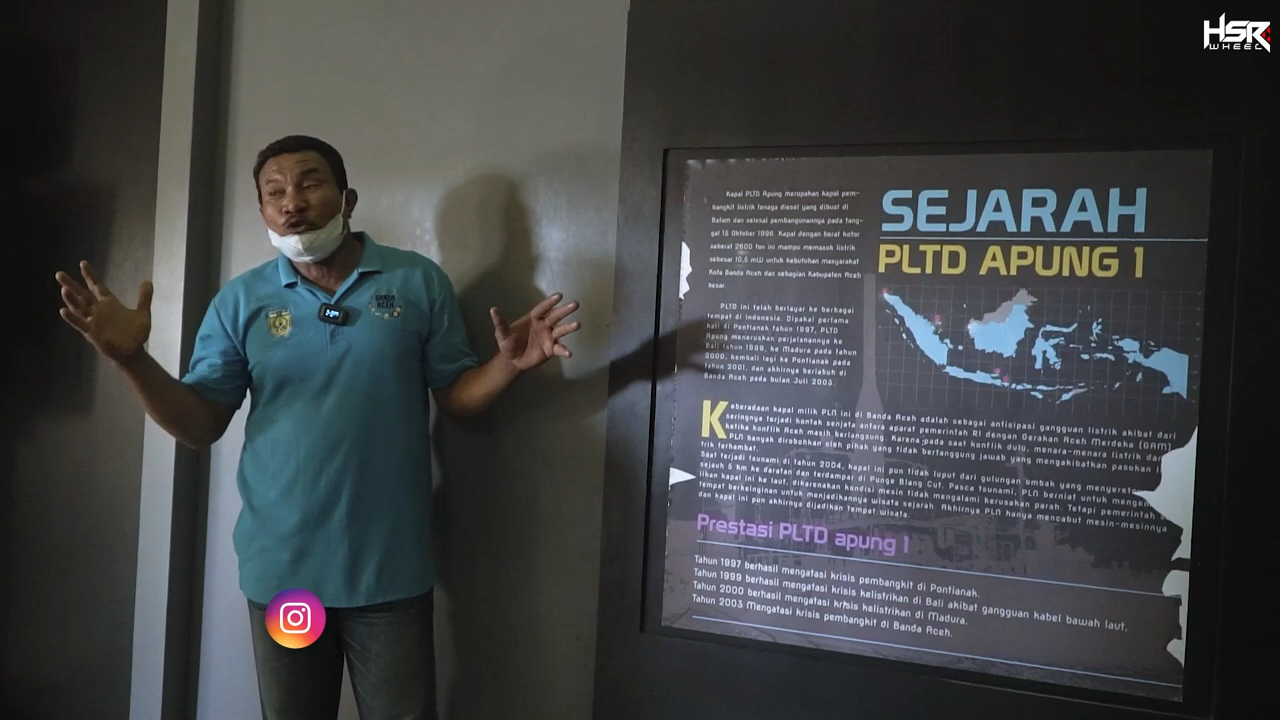 HSR
WHEEL
BANDA
ACEH
Kapal PLTD Apung merupakan kapal pem-
bangkit listrik tenaga diesel yang dibuat di
Batam dan selesai pembangunannya pada tang-
gal 15 Oktober 1996. Kapal dengan berat kotor
seberat 2600 ton ini mampu memasok listrik
sebesar 10,5 mW untuk kebutuhan masyarakat
Kota Banda Aceh dan sebagian Kabupaten Aceh
besar.
PLTD ini telah berlayar ke berbagai
tempat di Indonesia. Dipakai pertama
kali di Pontianak tahun 1997, PLTD
Apung meneruskan perjalanannya ke
Bali tahun 1999, ke Madura pada tahun
2000, kembali lagi ke Pontianak pada
tahun 2001, dan akhirnya berlabuh di
Banda Aceh pada bulan Juli 2003.
SEJARAH
PLTD APUNG 1
Keberadaan kapal milik PLN ini di Banda Aceh adalah sebagai antisipasi gangguan listrik akibat dari
seringnya terjadi kontak senjata antara aparat pemerintah RI dengan Gerakan Aceh Merdeka (GAM)
ketika konflik Aceh masih berlangsung. Karena pada saat konflik dulu, menara-menara listrik dari
PLN banyak dirobohkan oleh pihak yang tidak bertanggung jawab yang mengakibatkan pasokan li
trik terhambat.
Saat terjadi tsunami di tahun 2004, kapal ini pun tidak luput dari gulungan ombak yang menyeret
sejauh 5 km ke daratan dan terdampar di Punge Blang Cut. Pasca tsunami, PLN berniat untuk mengem
likan kapal ini ke laut, dikarenakan kondisi mesin tidak mengalami kerusakan parah. Tetapi pemerintah
tempat berkeinginan untuk menjadikannya wisata sejarah. Akhirnya PLN hanya mencabut mesin-mesinnya
dan kapal ini pun akhirnya dijadikan tempat wisata.
Prestasi PLTD apung 1
Tahun 1997 berhasil mengatasi krisis pembangkit di Pontianak.
Tahun 1999 berhasil mengatasi krisis kelistrikan di Bali akibat gangguan kabel bawah laut.
Tahun 2000 berhasil mengatasi krisis kelistrikan di Madura.
Tahun 2003 Mengatasi krisis pembangkit di Banda Aceh.